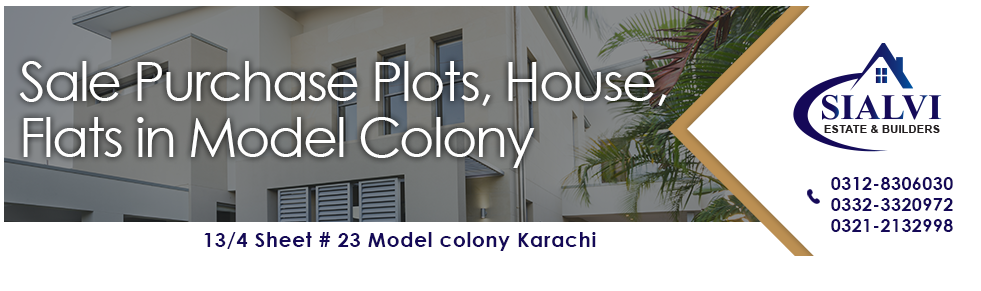 Sale Purchase Plots, House,
Flats in Model Colony
13/4 Sheet # 23 Model colony Karachi
SIALVI
ESTATE & BUILDERS
0312-8306030
0332-3320972
0321-2132998